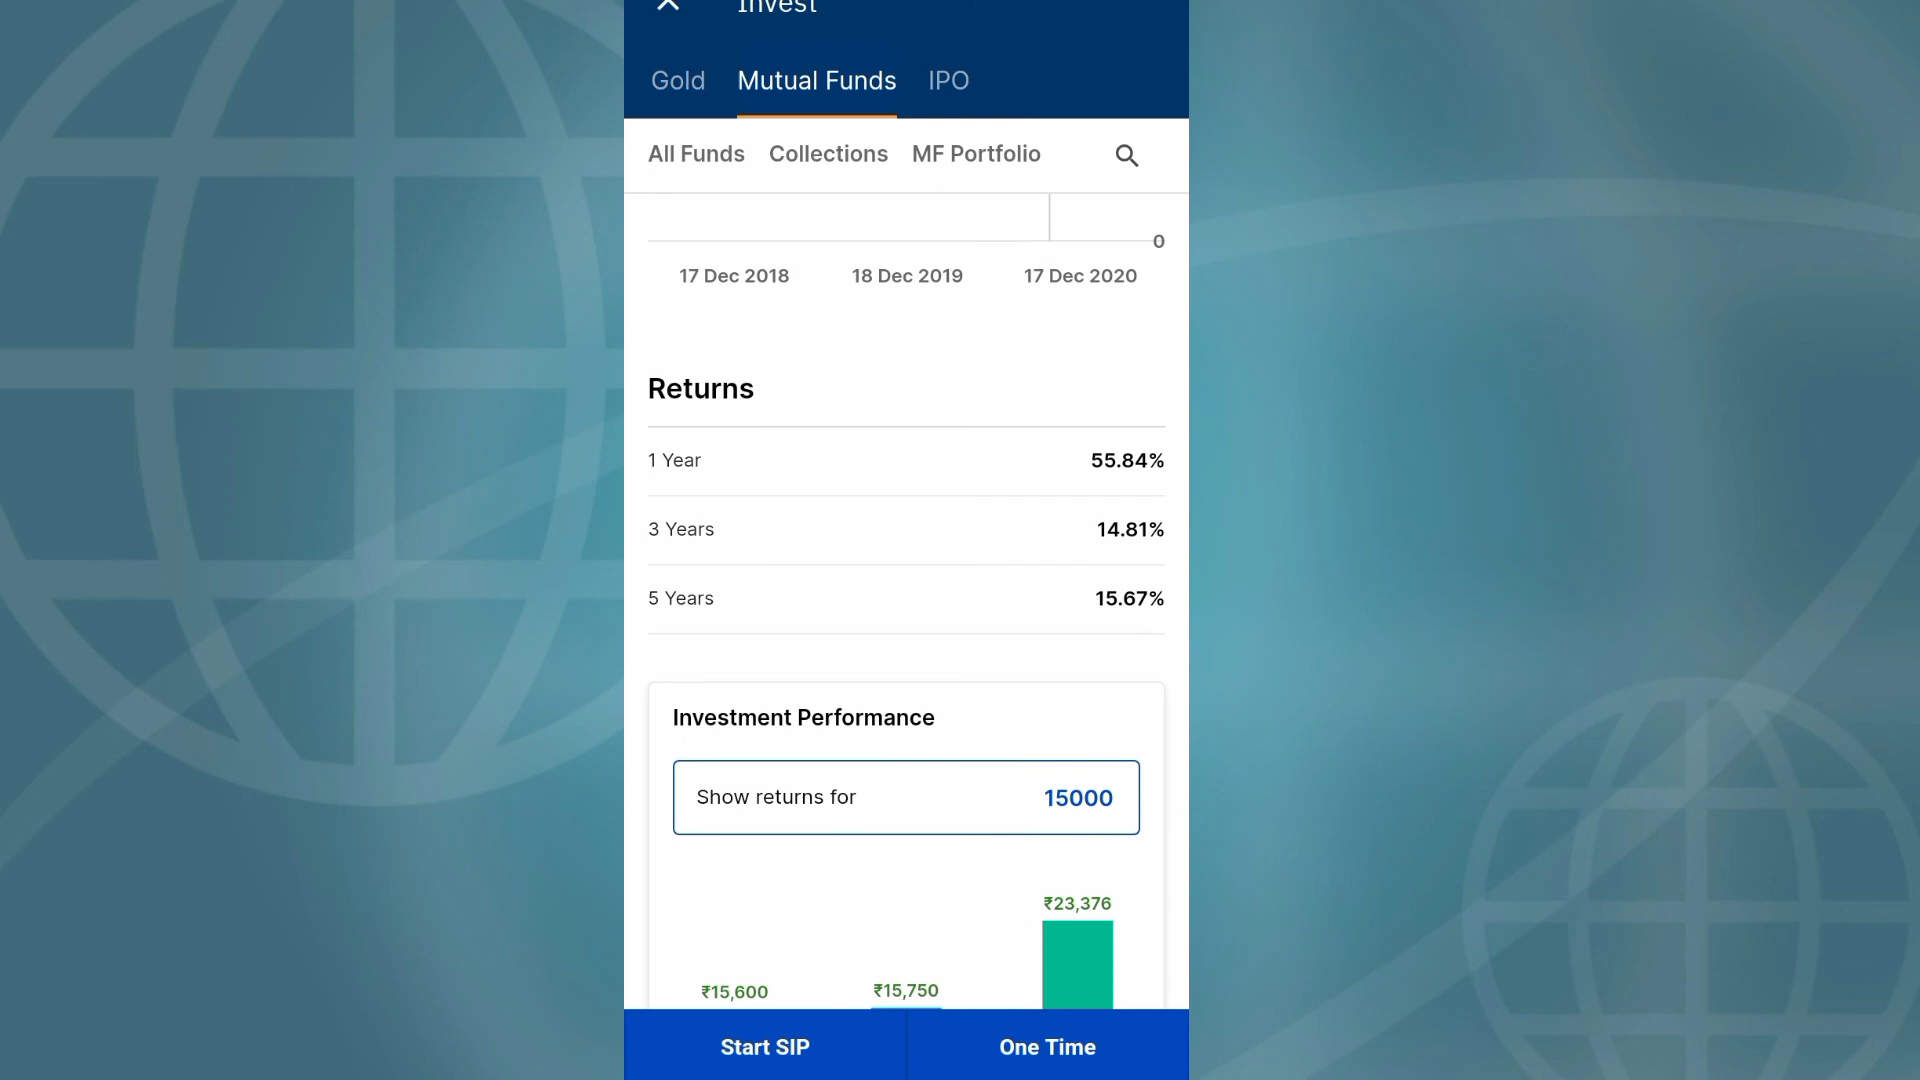 Invest
Gold Mutual Funds IPO
All Funds Collections MF Portfolio
0
17 Dec 2018 18 Dec 2019 17 Dec 2020
Returns
1 Year 55.84%
3 Years 14.81%
5 Years 15.67%
Investment Performance
Show returns for 15000
₹23,376
₹15,600 ₹15,750
Start SIP One Time